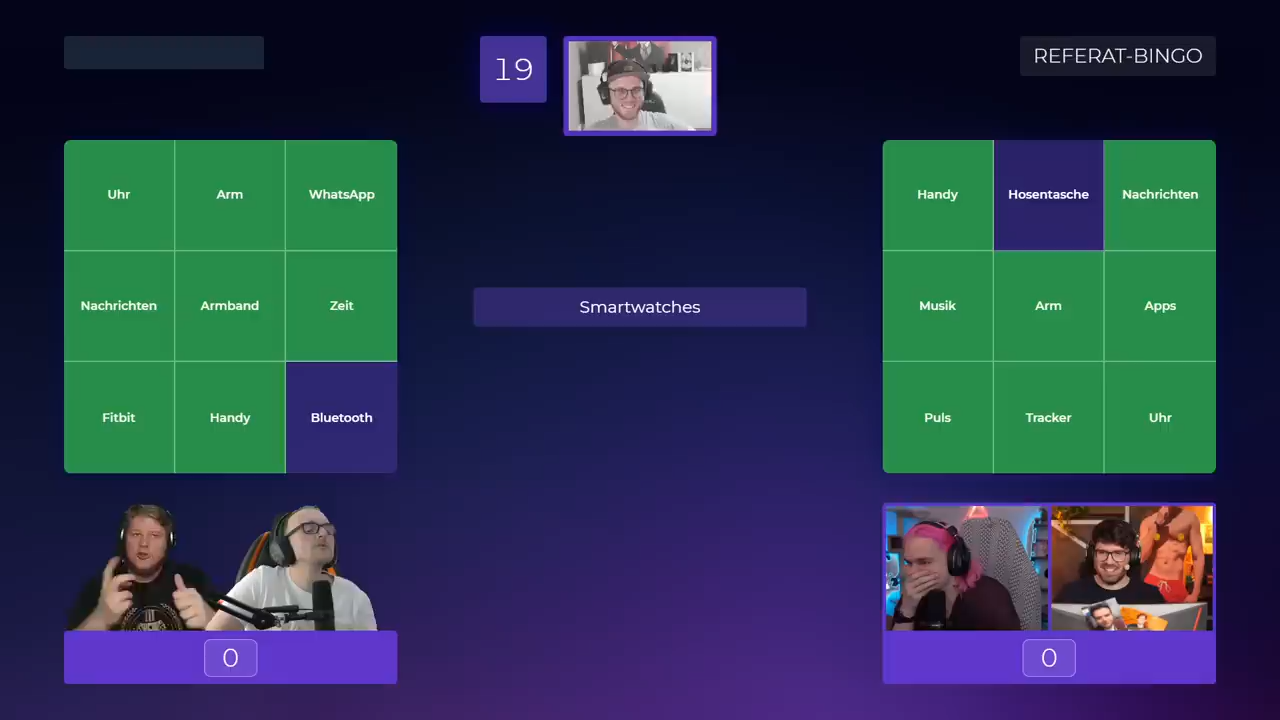 19
REFERAT-BINGO
Uhr
Arm
WhatsApp
Nachrichten
Armband
Zeit
Fitbit
Handy
Bluetooth
Smartwatches
Handy
Hosentasche
Nachrichten
Musik
Arm
Apps
Puls
Tracker
Uhr
0
0